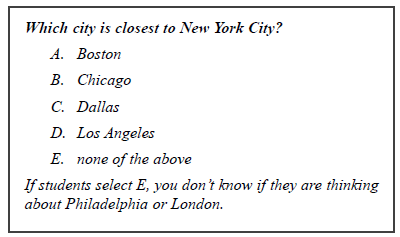 Which city is closest to New York City?
A. Boston
B. Chicago
C. Dallas
D. Los Angeles
E. none of the above
If students select E, you don't know if they are thinking
about Philadelphia or London.